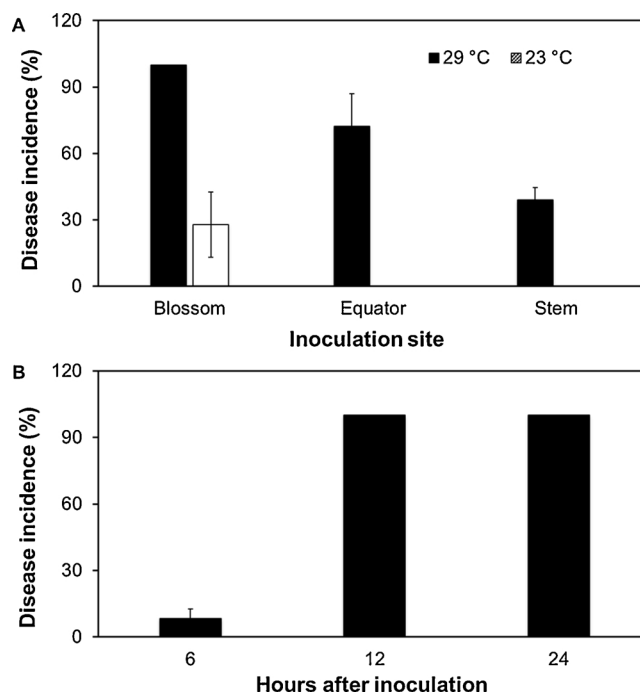 A
120
90
60
30
0
Disease incidence (%)
29 °C 23 °C
Blossom Equator Stem
Inoculation site
B
120
90
60
30
0
Disease incidence (%)
6 12 24
Hours after inoculation